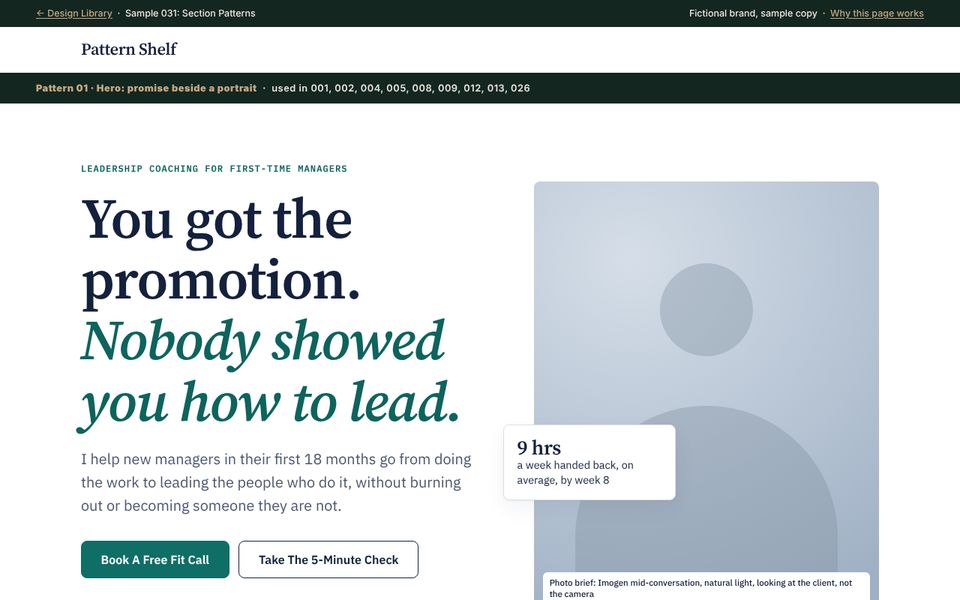 ← Design Library · Sample 031: Section Patterns
Fictional brand, sample copy · Why this page works
Pattern Shelf
Pattern 01 · Hero: promise beside a portrait · used in 001, 002, 004, 005, 008, 009, 012, 013, 026
LEADERSHIP COACHING FOR FIRST-TIME MANAGERS
You got the
promotion.
Nobody showed
you how to lead.
I help new managers in their first 18 months go from doing
the work to leading the people who do it, without burning
out or becoming someone they are not.
Book A Free Fit Call
Take The 5-Minute Check
9 hrs
a week handed back, on
average, by week 8
Photo brief: Imogen mid-conversation, natural light, looking at the client, not
the camera